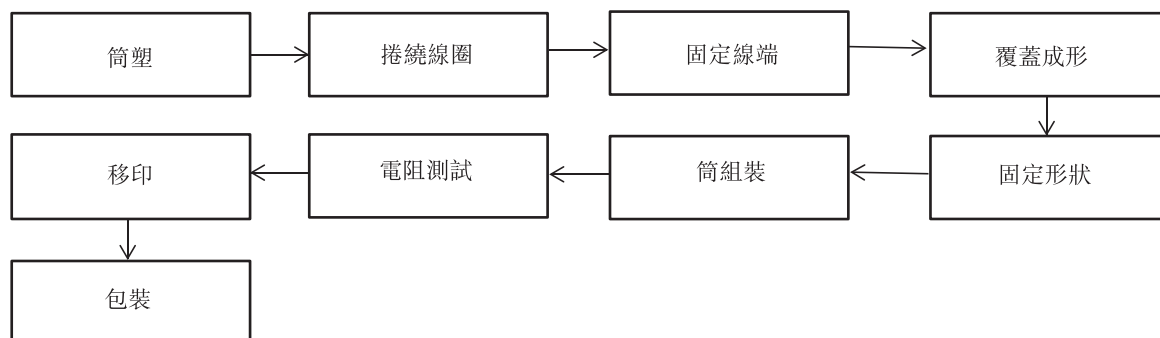 筒塑
捲繞線圈
固定線端
覆蓋成形
固定形狀
筒組裝
電阻測試
移印
包裝